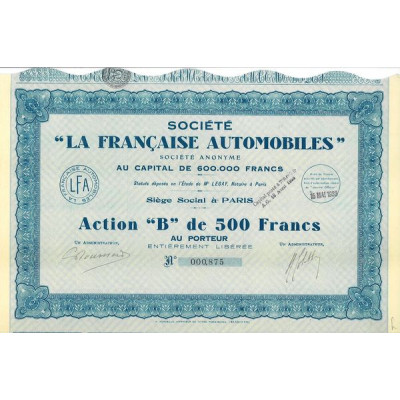 SOCIÉTÉ
"LA FRANÇAISE AUTOMOBILES"
SOCIÉTÉ ANONYME
AU CAPITAL DE 600.000 FRANCS
Statuts déposés en l'Étude de Mᵉ LEGAY, Notaire à Paris
Siège Social à PARIS
LFA
Action "B" de 500 Francs
AU PORTEUR
ENTIÈREMENT LIBÉRÉE
UN ADMINISTRATEUR,
UN ADMINISTRATEUR,
Nº 000,875